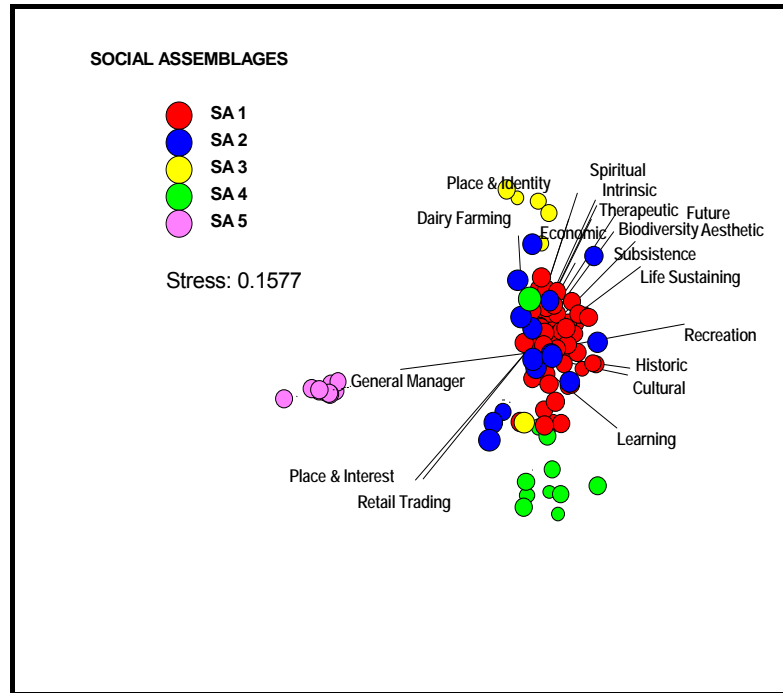 SOCIAL ASSEMBLAGES
SA 1
SA 2
SA 3
SA 4
SA 5
Stress: 0.1577
Spiritual
Place & Identity
Intrinsic
Therapeutic
Future
Dairy Farming
Economic
Biodiversity
Aesthetic
Subsistence
Life Sustaining
Recreation
Historic
General Manager
Cultural
Learning
Place & Interest
Retail Trading